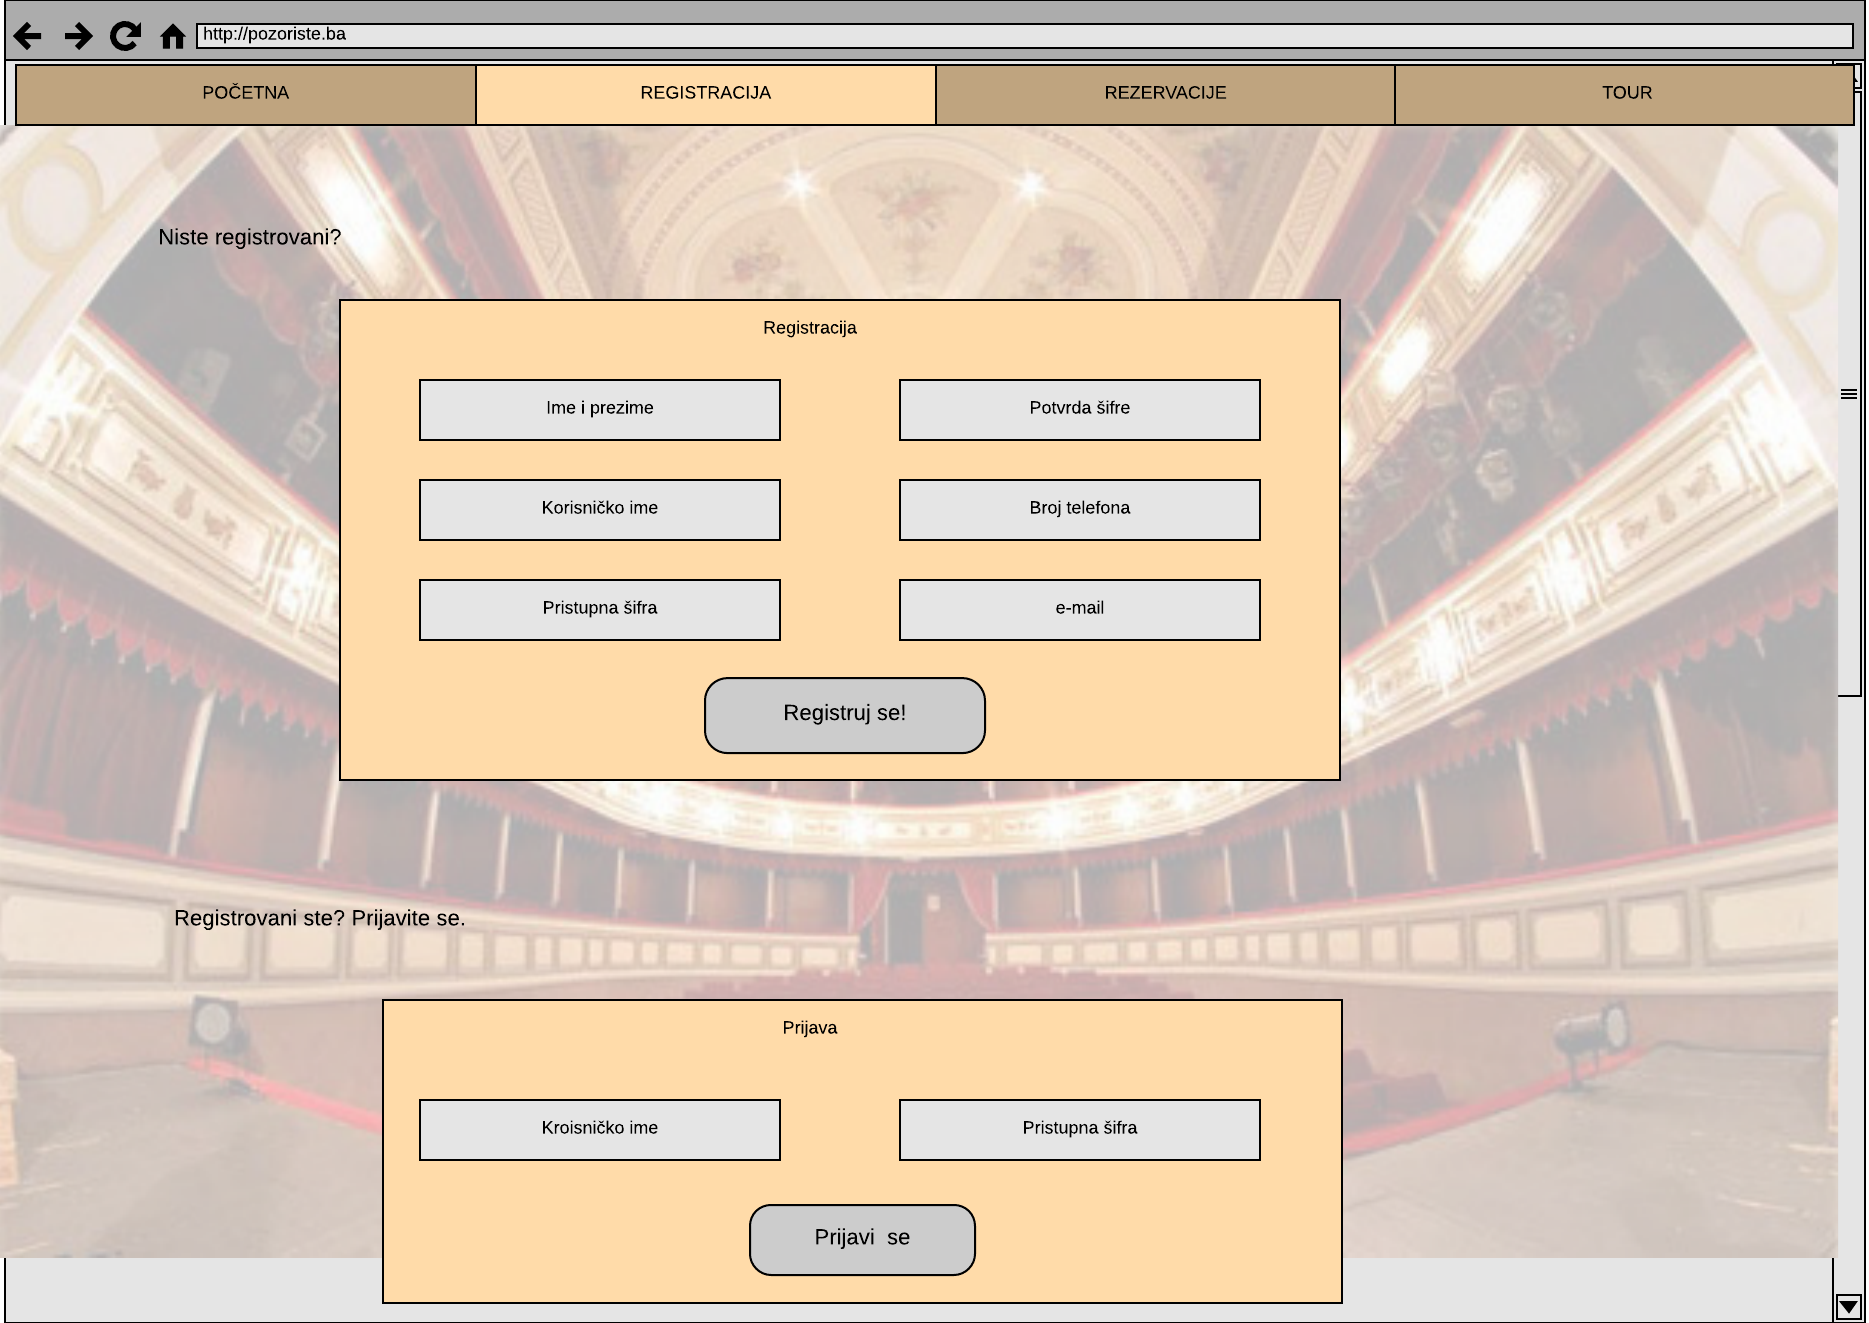 http://pozoriste.ba
POČETNA
REGISTRACIJA
REZERVACIJE
TOUR
Niste registrovani?
Registracija
Ime i prezime
Potvrda šifre
Korisničko ime
Broj telefona
Pristupna šifra
e-mail
Registruj se!
Registrovani ste? Prijavite se.
Prijava
Kroisničko ime
Pristupna šifra
Prijavi  se